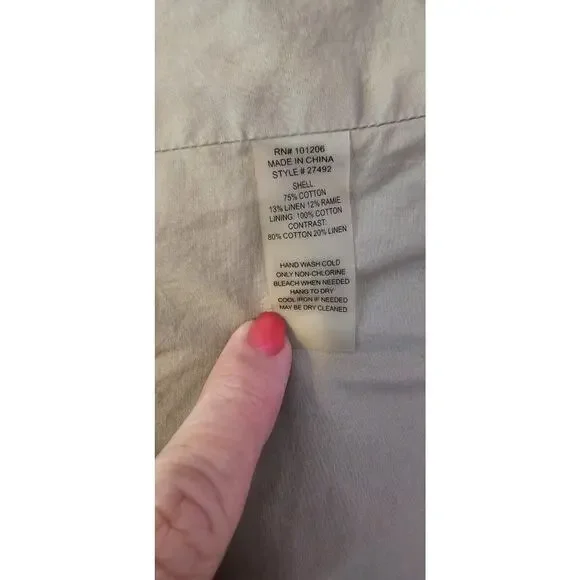 RN# 101206
MADE IN CHINA
STYLE # 27492
SHELL:
75% COTTON
13% LINEN 12% RAMIE
LINING: 100% COTTON
CONTRAST:
80% COTTON 20% LINEN
HAND WASH COLD
ONLY NON-CHLORINE
BLEACH WHEN NEEDED
HANG TO DRY
COOL IRON IF NEEDED
MAY BE DRY CLEANED